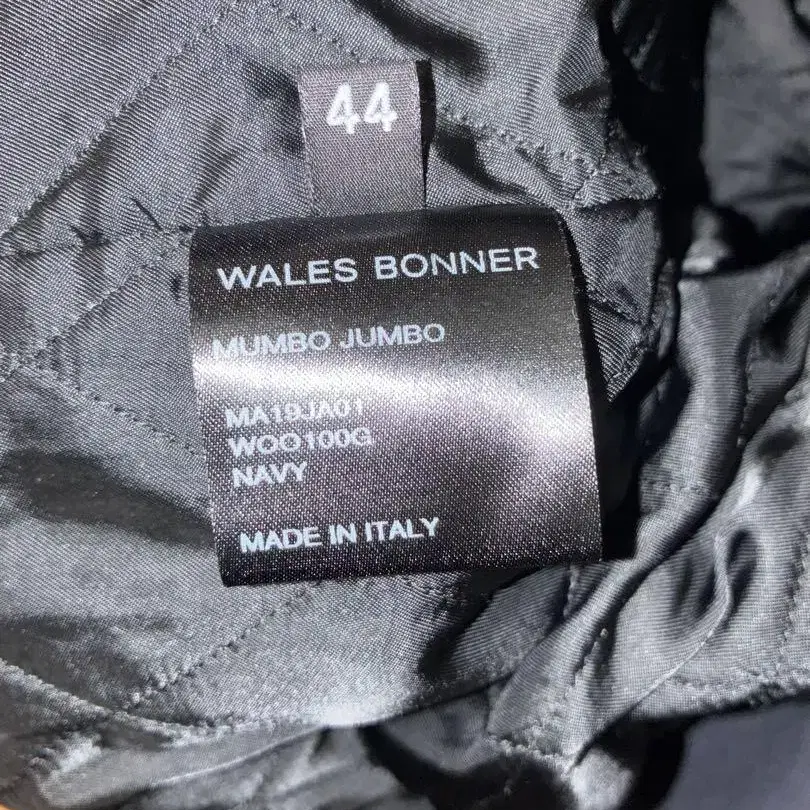 44
WALES BONNER
MUMBO JUMBO
MA19JA01
WOO100G
NAVY
MADE IN ITALY